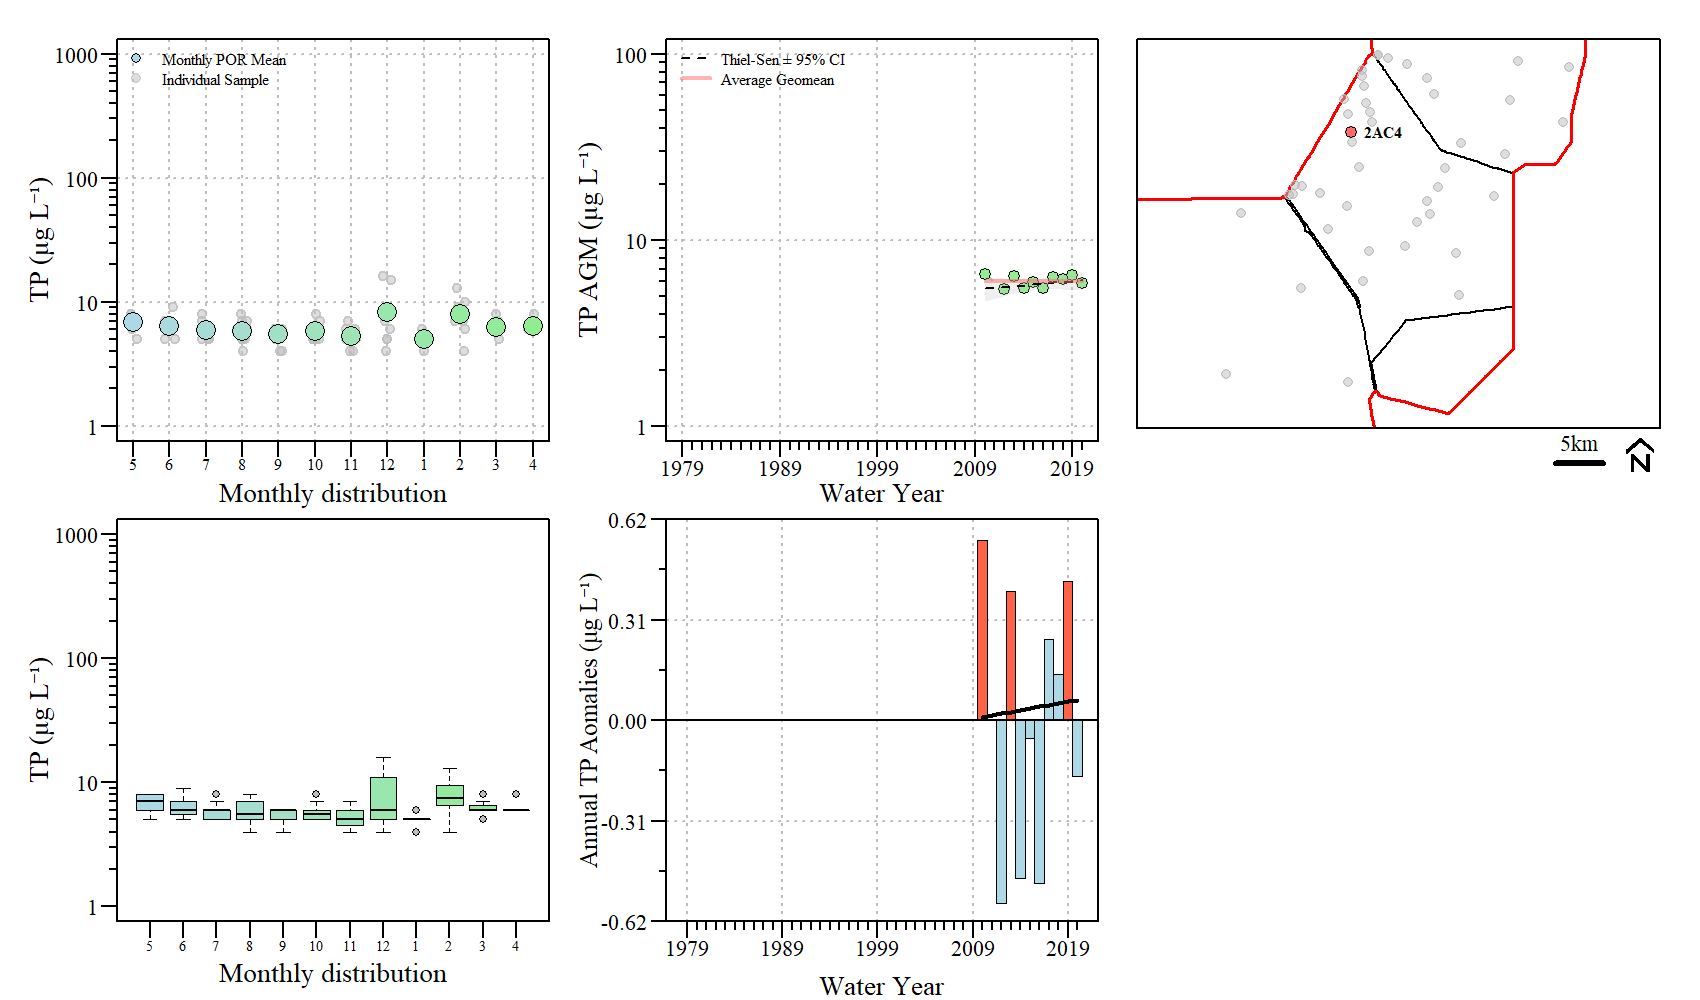 Monthly POR Mean
Individual Sample
1000
100
10
1
TP (µg L⁻¹)
5 6 7 8 9 10 11 12 1 2 3 4
Monthly distribution
Thiel-Sen ± 95% CI
Average Geomean
100
10
1
TP AGM (µg L⁻¹)
1979 1989 1999 2009 2019
Water Year
2AC4
5km
N
1000
100
10
1
TP (µg L⁻¹)
5 6 7 8 9 10 11 12 1 2 3 4
Monthly distribution
0.62
0.31
0.00
-0.31
-0.62
Annual TP Aomalies (µg L⁻¹)
1979 1989 1999 2009 2019
Water Year